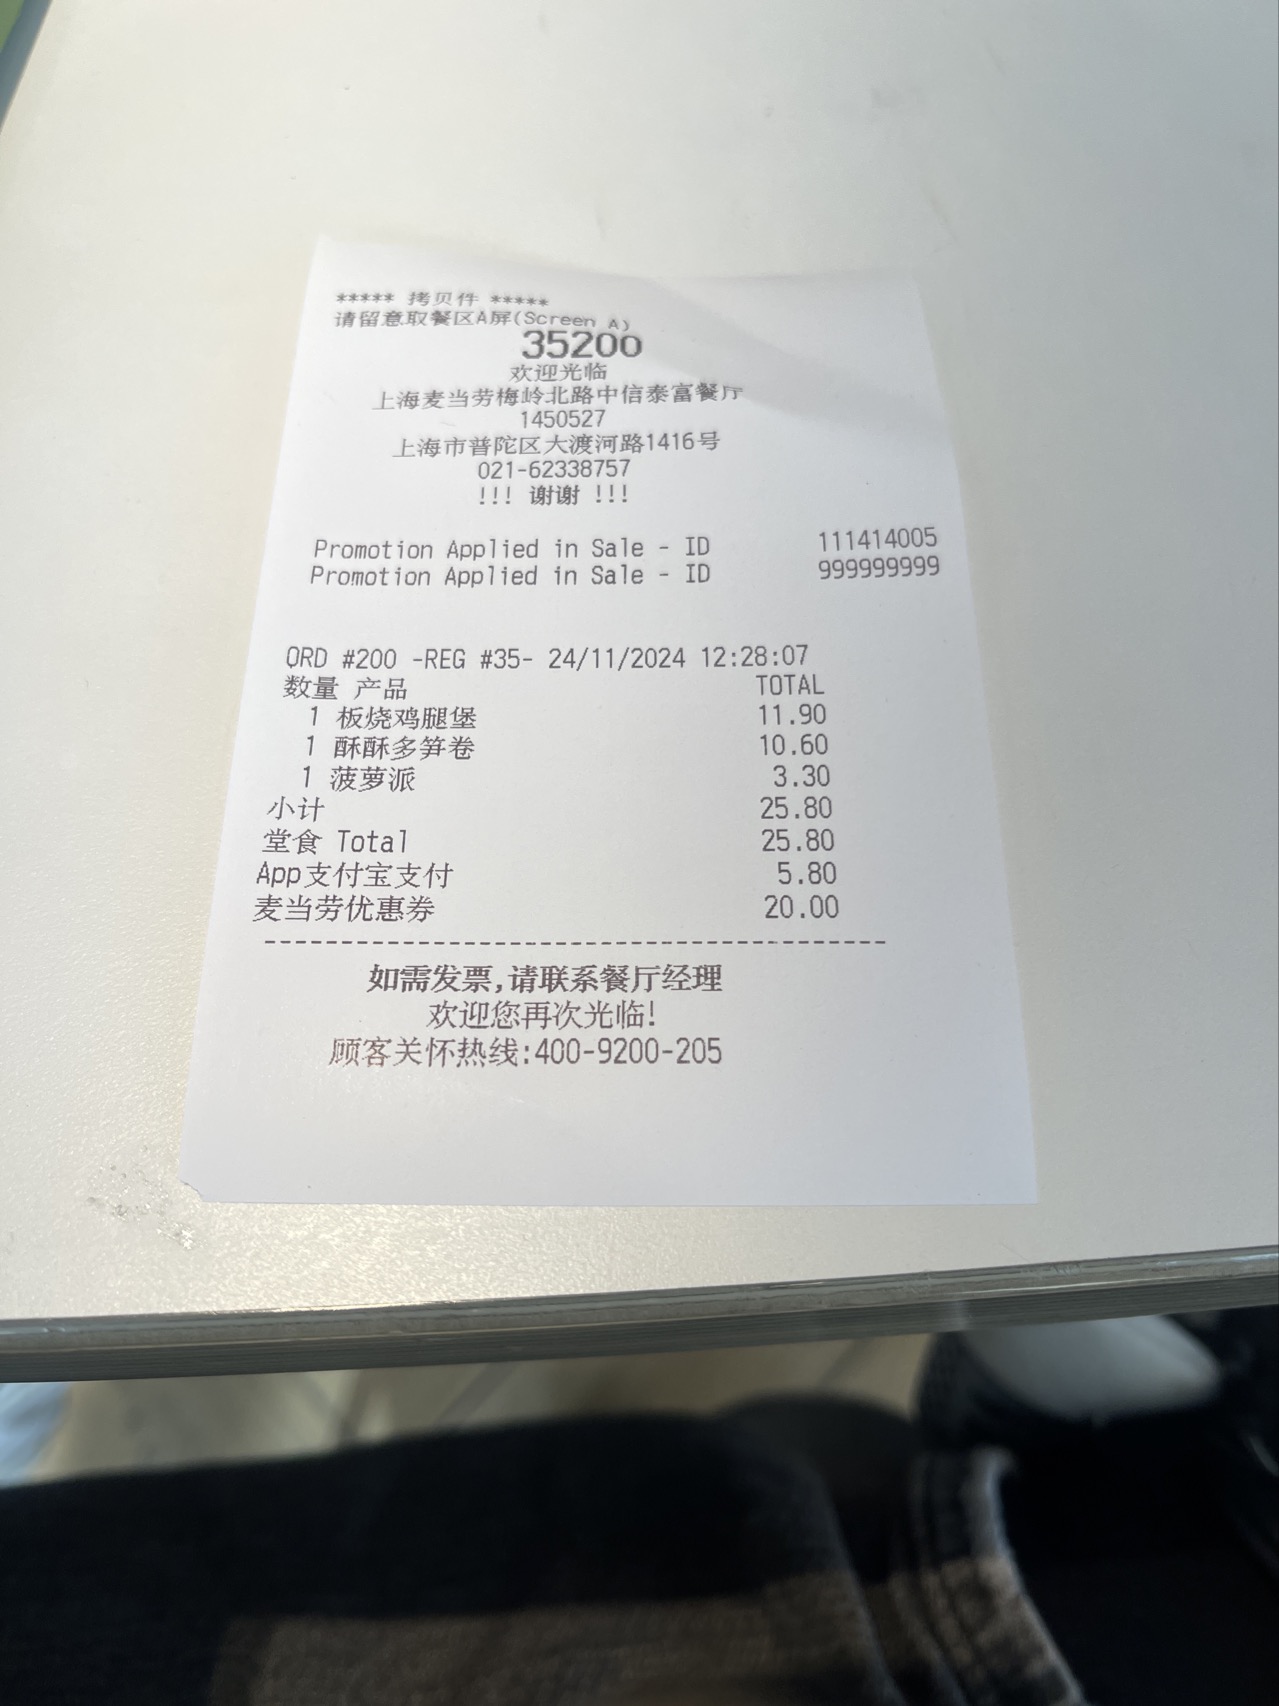 ***** 拷贝件 *****
请留意取餐区A屏(Screen A)
35200
欢迎光临
上海麦当劳梅岭北路中信泰富餐厅
1450527
上海市普陀区大渡河路1416号
021-62338757
!!! 谢谢 !!!
Promotion Applied in Sale - ID 111414005
Promotion Applied in Sale - ID 999999999
ORD #200 -REG #35- 24/11/2024 12:28:07
数量 产品 TOTAL
1 板烧鸡腿堡 11.90
1 酥酥多笋卷 10.60
1 菠萝派 3.30
小计 25.80
堂食 Total 25.80
App支付宝支付 5.80
麦当劳优惠券 20.00
-----------------------------------------
如需发票,请联系餐厅经理
欢迎您再次光临!
顾客关怀热线:400-9200-205